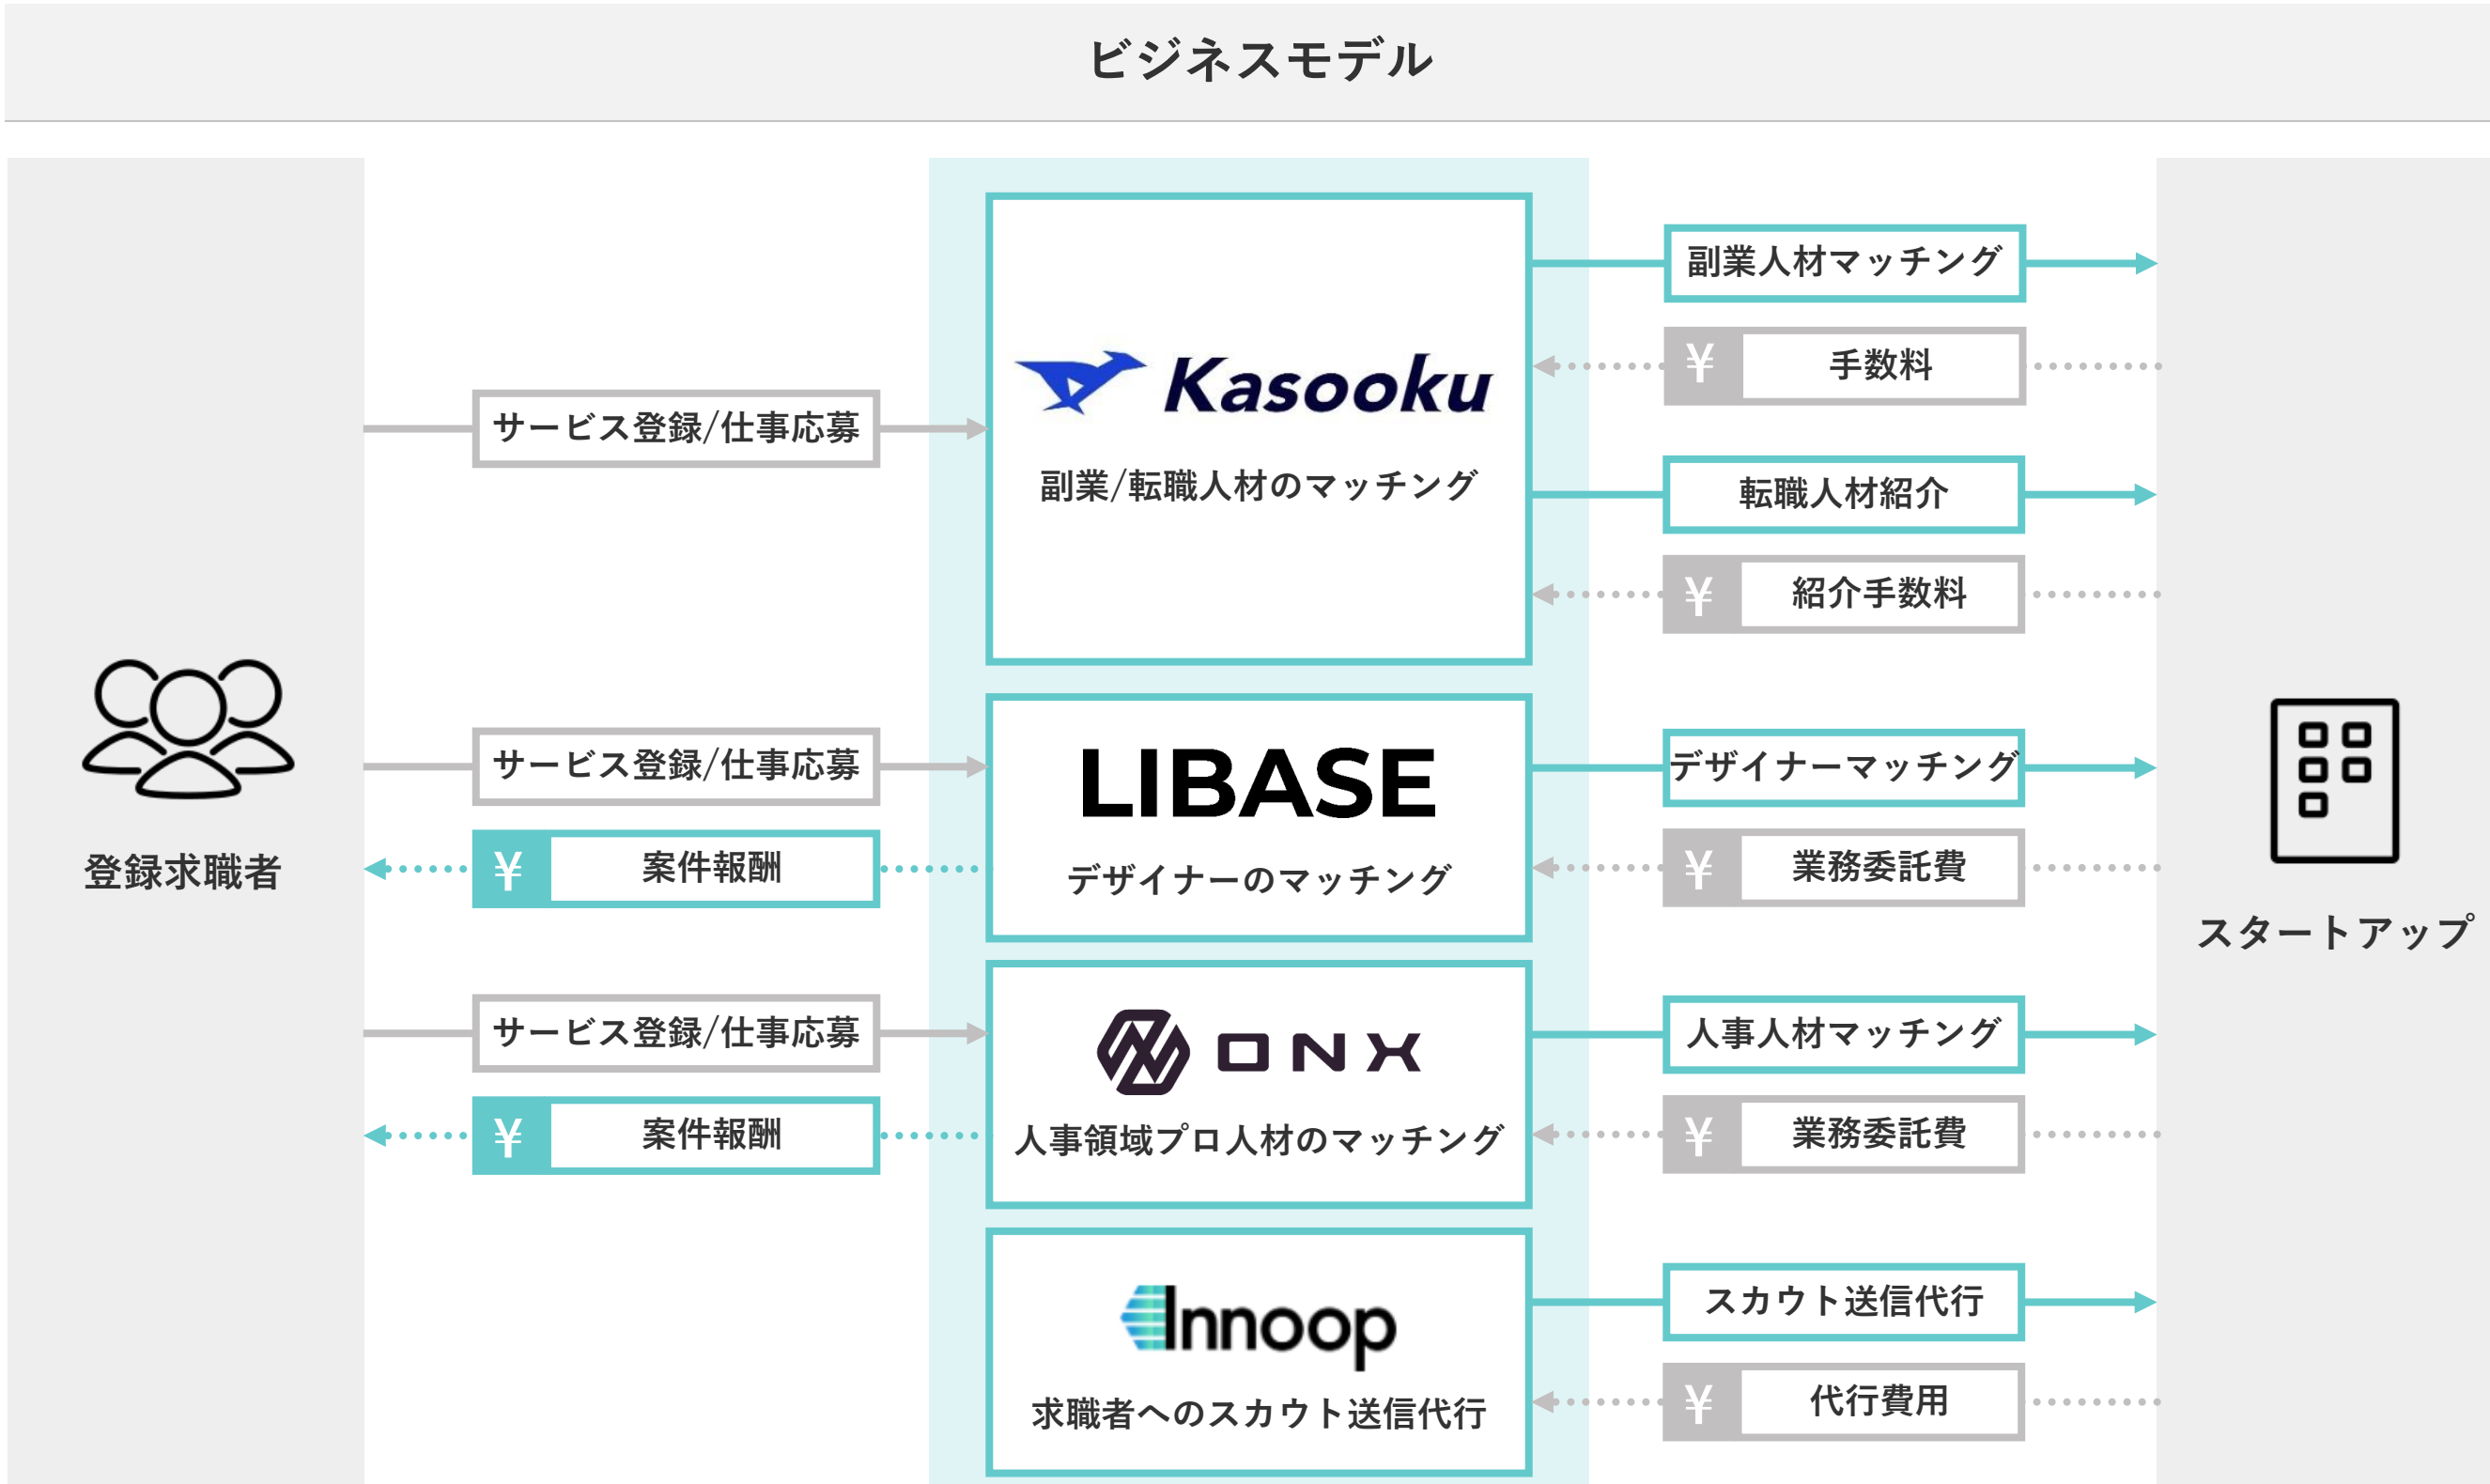 ビジネスモデル
副業人材マッチング
¥ 手数料
Kasooku
サービス登録/仕事応募
副業/転職人材のマッチング
転職人材紹介
¥ 紹介手数料
サービス登録/仕事応募
LIBASE
デザイナーマッチング
¥ 案件報酬
デザイナーのマッチング
¥ 業務委託費
登録求職者
スタートアップ
サービス登録/仕事応募
ONX
人事人材マッチング
¥ 案件報酬
人事領域プロ人材のマッチング
¥ 業務委託費
Innoop
スカウト送信代行
求職者へのスカウト送信代行
¥ 代行費用